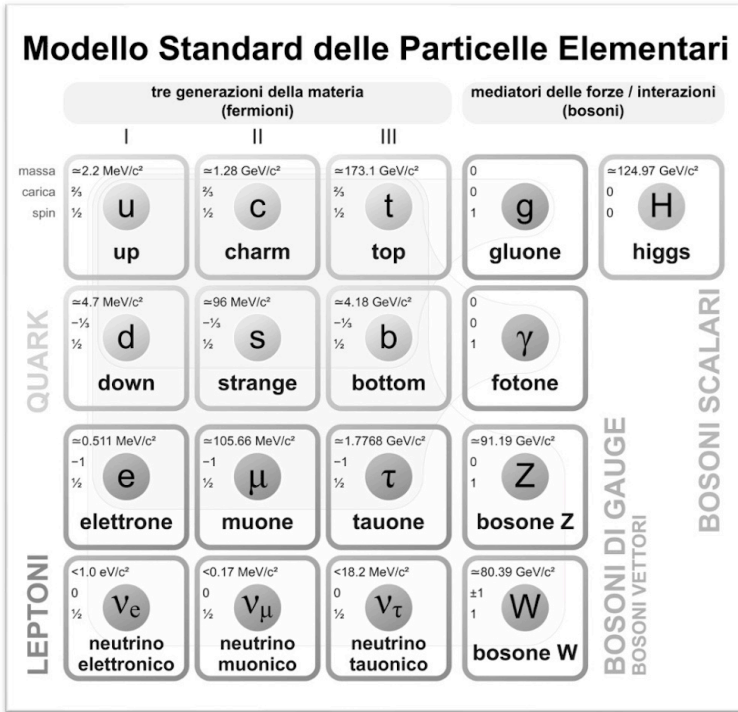 Modello Standard delle Particelle Elementari
tre generazioni della materia
(fermioni)
mediatori delle forze / interazioni
(bosoni)
I II III
massa
carica
spin
≃2.2 MeV/c²
⅔
½
u
up
≃1.28 GeV/c²
⅔
½
c
charm
≃173.1 GeV/c²
⅔
½
t
top
0
0
1
g
gluone
≃124.97 GeV/c²
0
0
H
higgs
QUARK
≃4.7 MeV/c²
−⅓
½
d
down
≃96 MeV/c²
−⅓
½
s
strange
≃4.18 GeV/c²
−⅓
½
b
bottom
0
0
1
γ
fotone
≃0.511 MeV/c²
−1
½
e
elettrone
≃105.66 MeV/c²
−1
½
μ
muone
≃1.7768 GeV/c²
−1
½
τ
tauone
≃91.19 GeV/c²
0
1
Z
bosone Z
LEPTONI
<1.0 eV/c²
0
½
νe
neutrino
elettronico
<0.17 MeV/c²
0
½
νμ
neutrino
muonico
<18.2 MeV/c²
0
½
ντ
neutrino
tauonico
≃80.39 GeV/c²
±1
1
W
bosone W
BOSONI DI GAUGE
BOSONI VETTORI
BOSONI SCALARI